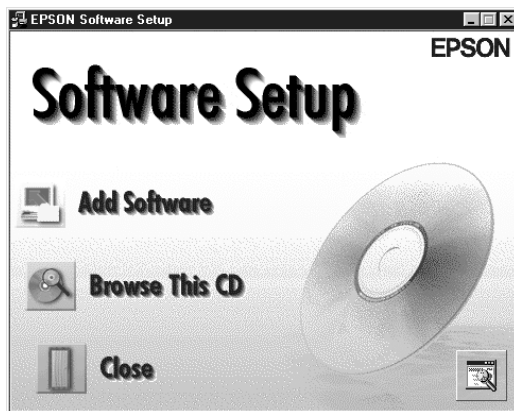 EPSON Software Setup
EPSON
Software Setup
Add Software
Browse This CD
Close